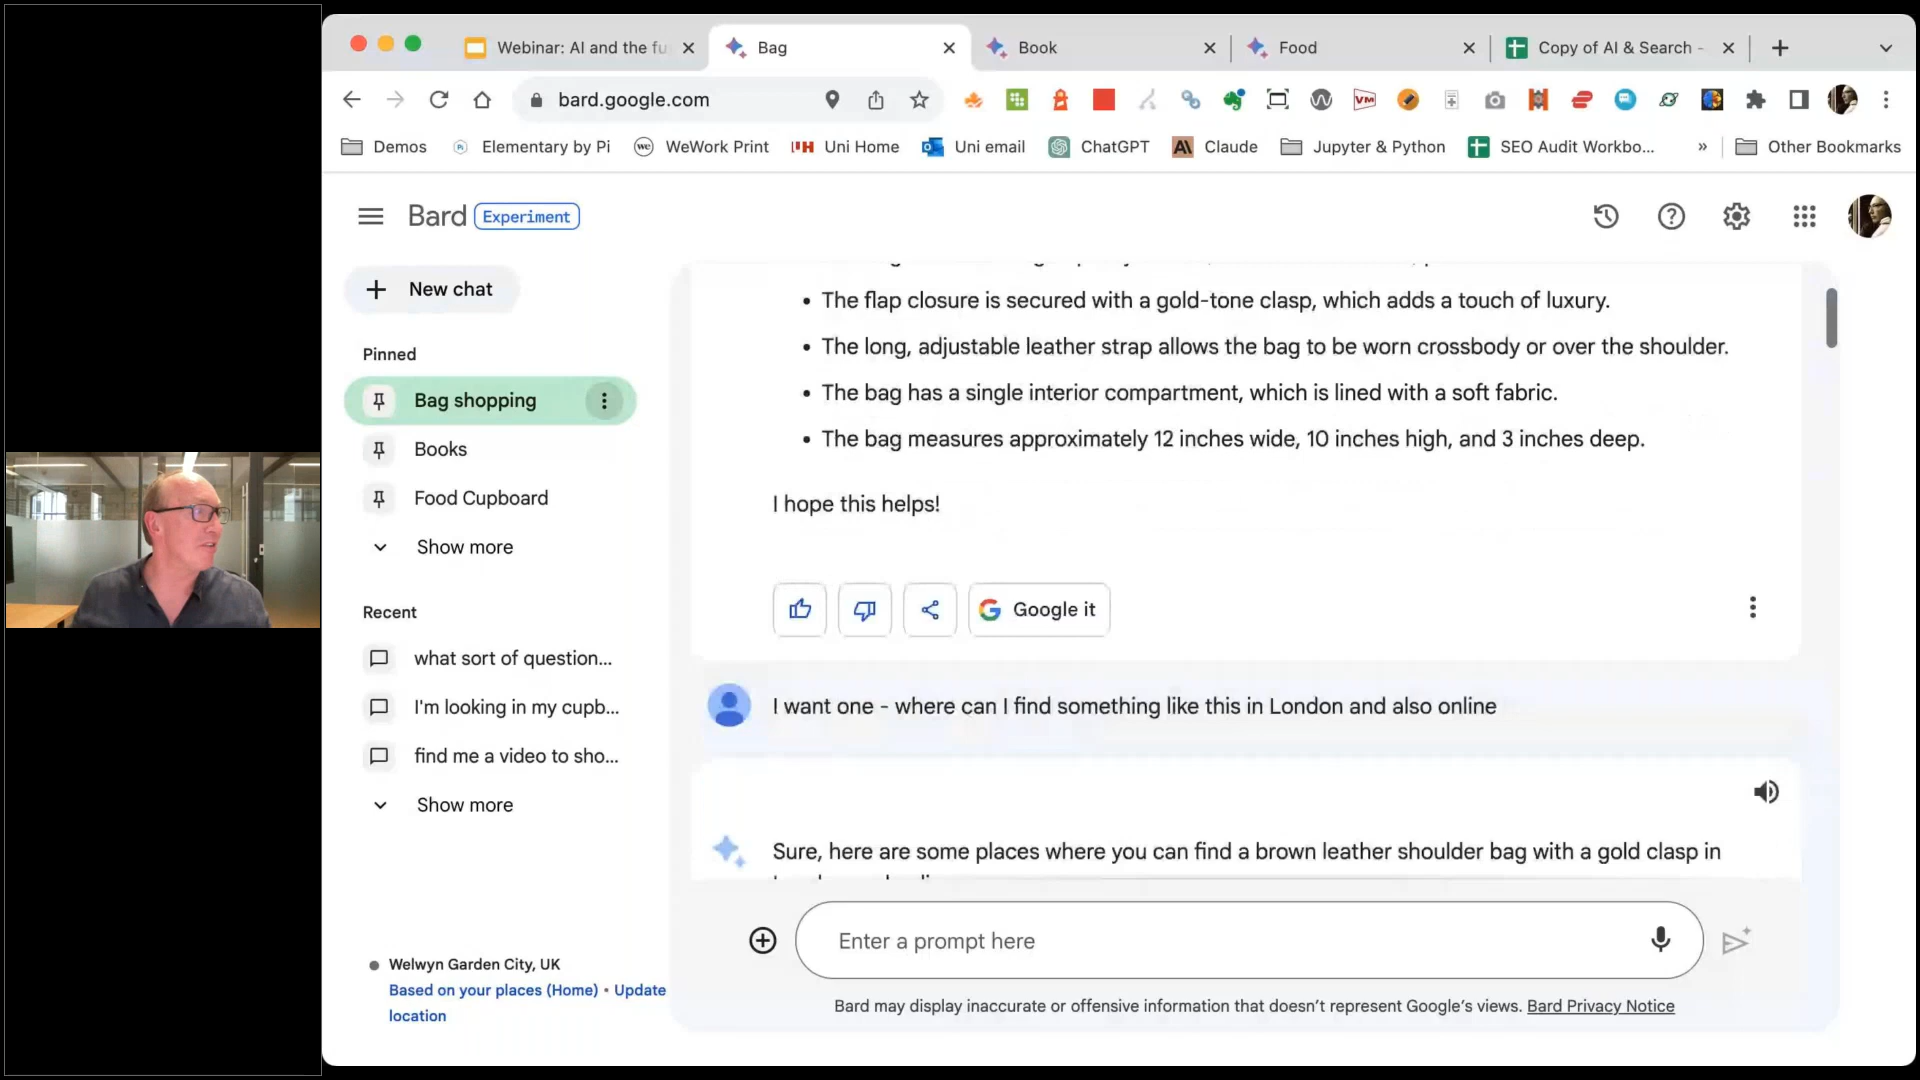 Webinar: AI and the fu
Bag
Book
Food
Copy of AI & Search -
bard.google.com
Demos
Elementary by Pi
WeWork Print
Uni Home
Uni email
ChatGPT
Claude
Jupyter & Python
SEO Audit Workbo...
»
Other Bookmarks
Bard Experiment
New chat
Pinned
Bag shopping
Books
Food Cupboard
Show more
Recent
what sort of question...
I'm looking in my cupb...
find me a video to sho...
Show more
Welwyn Garden City, UK
Based on your places (Home) • Update
location
• The flap closure is secured with a gold-tone clasp, which adds a touch of luxury.
• The long, adjustable leather strap allows the bag to be worn crossbody or over the shoulder.
• The bag has a single interior compartment, which is lined with a soft fabric.
• The bag measures approximately 12 inches wide, 10 inches high, and 3 inches deep.
I hope this helps!
Google it
I want one - where can I find something like this in London and also online
Sure, here are some places where you can find a brown leather shoulder bag with a gold clasp in
Enter a prompt here
Bard may display inaccurate or offensive information that doesn't represent Google's views. Bard Privacy Notice